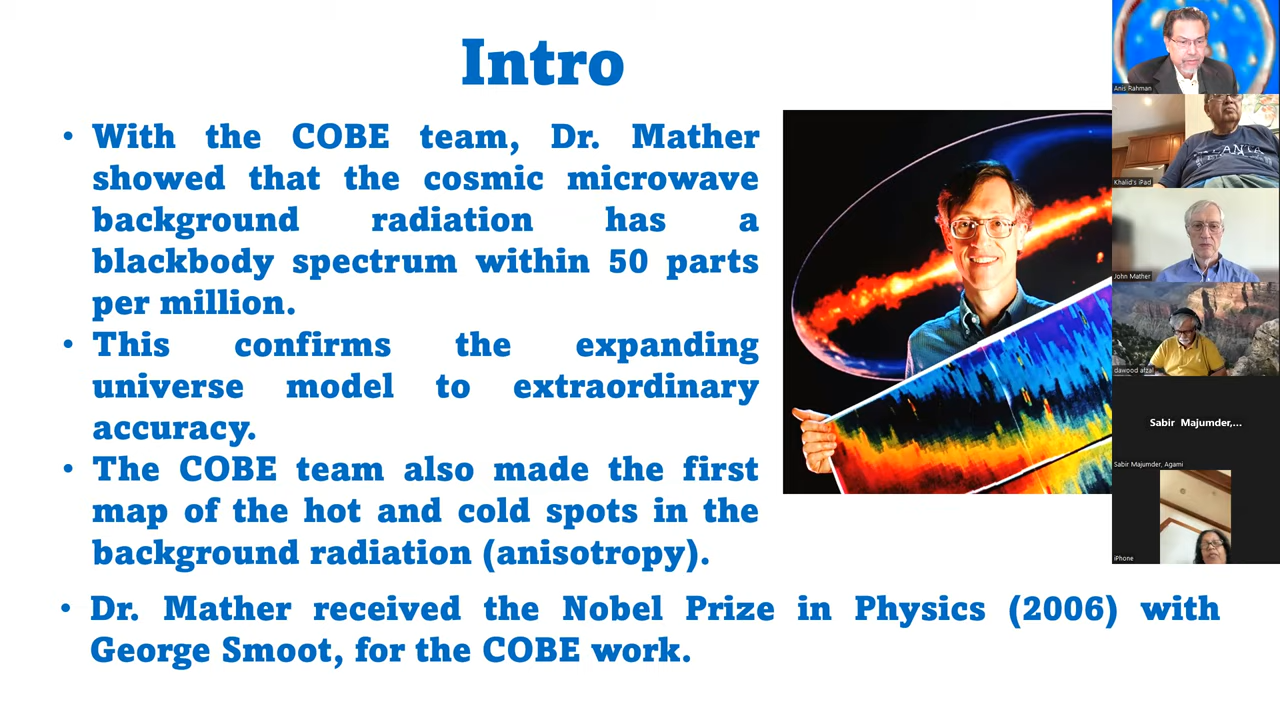 Intro
• With the COBE team, Dr. Mather
showed that the cosmic microwave
background radiation has a
blackbody spectrum within 50 parts
per million.
• This confirms the expanding
universe model to extraordinary
accuracy.
• The COBE team also made the first
map of the hot and cold spots in the
background radiation (anisotropy).
• Dr. Mather received the Nobel Prize in Physics (2006) with
George Smoot, for the COBE work.
Anis Rahman
Khalid's iPad
John Mather
dawood afzal
Sabir Majumder,...
Sabir Majumder, Agami
iPhone